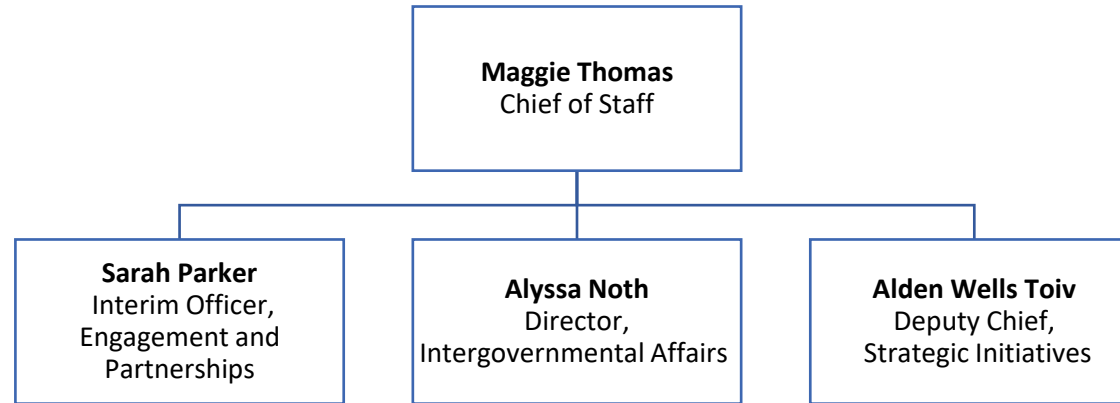 Maggie Thomas
Chief of Staff
Sarah Parker
Interim Officer,
Engagement and
Partnerships
Alyssa Noth
Director,
Intergovernmental Affairs
Alden Wells Toiv
Deputy Chief,
Strategic Initiatives